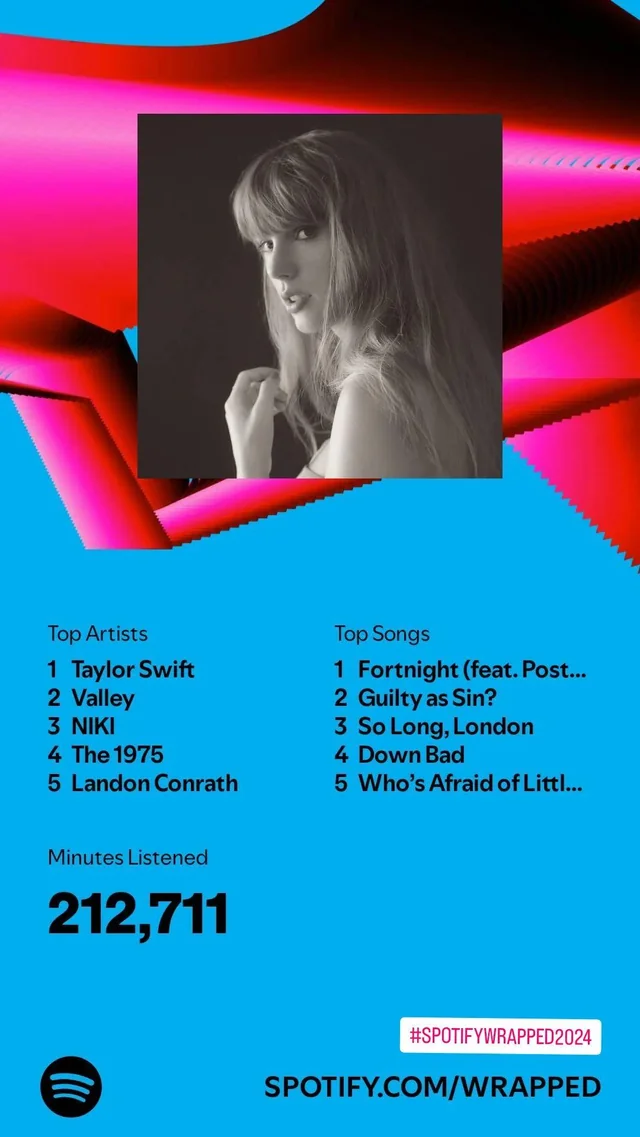 Top Artists
1 Taylor Swift
2 Valley
3 NIKI
4 The 1975
5 Landon Conrath
Top Songs
1 Fortnight (feat. Post...
2 Guilty as Sin?
3 So Long, London
4 Down Bad
5 Who's Afraid of Littl...
Minutes Listened
212,711
#SPOTIFYWRAPPED2024
SPOTIFY.COM/WRAPPED